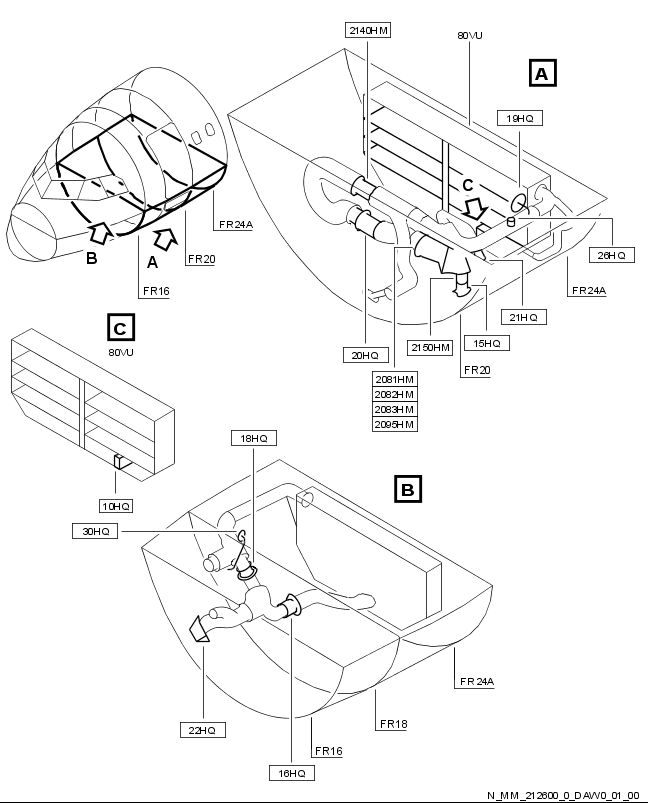 2140HM
80VU
A
19HQ
C
26HQ
FR24A
21HQ
15HQ
2150HM
20HQ
FR20
2081HM
2082HM
2083HM
2095HM
B
A
FR24A
FR20
FR16
C
80VU
10HQ
18HQ
30HQ
B
22HQ
16HQ
FR16
FR18
FR24A
N_MM_212600_0_DAW0_01_00